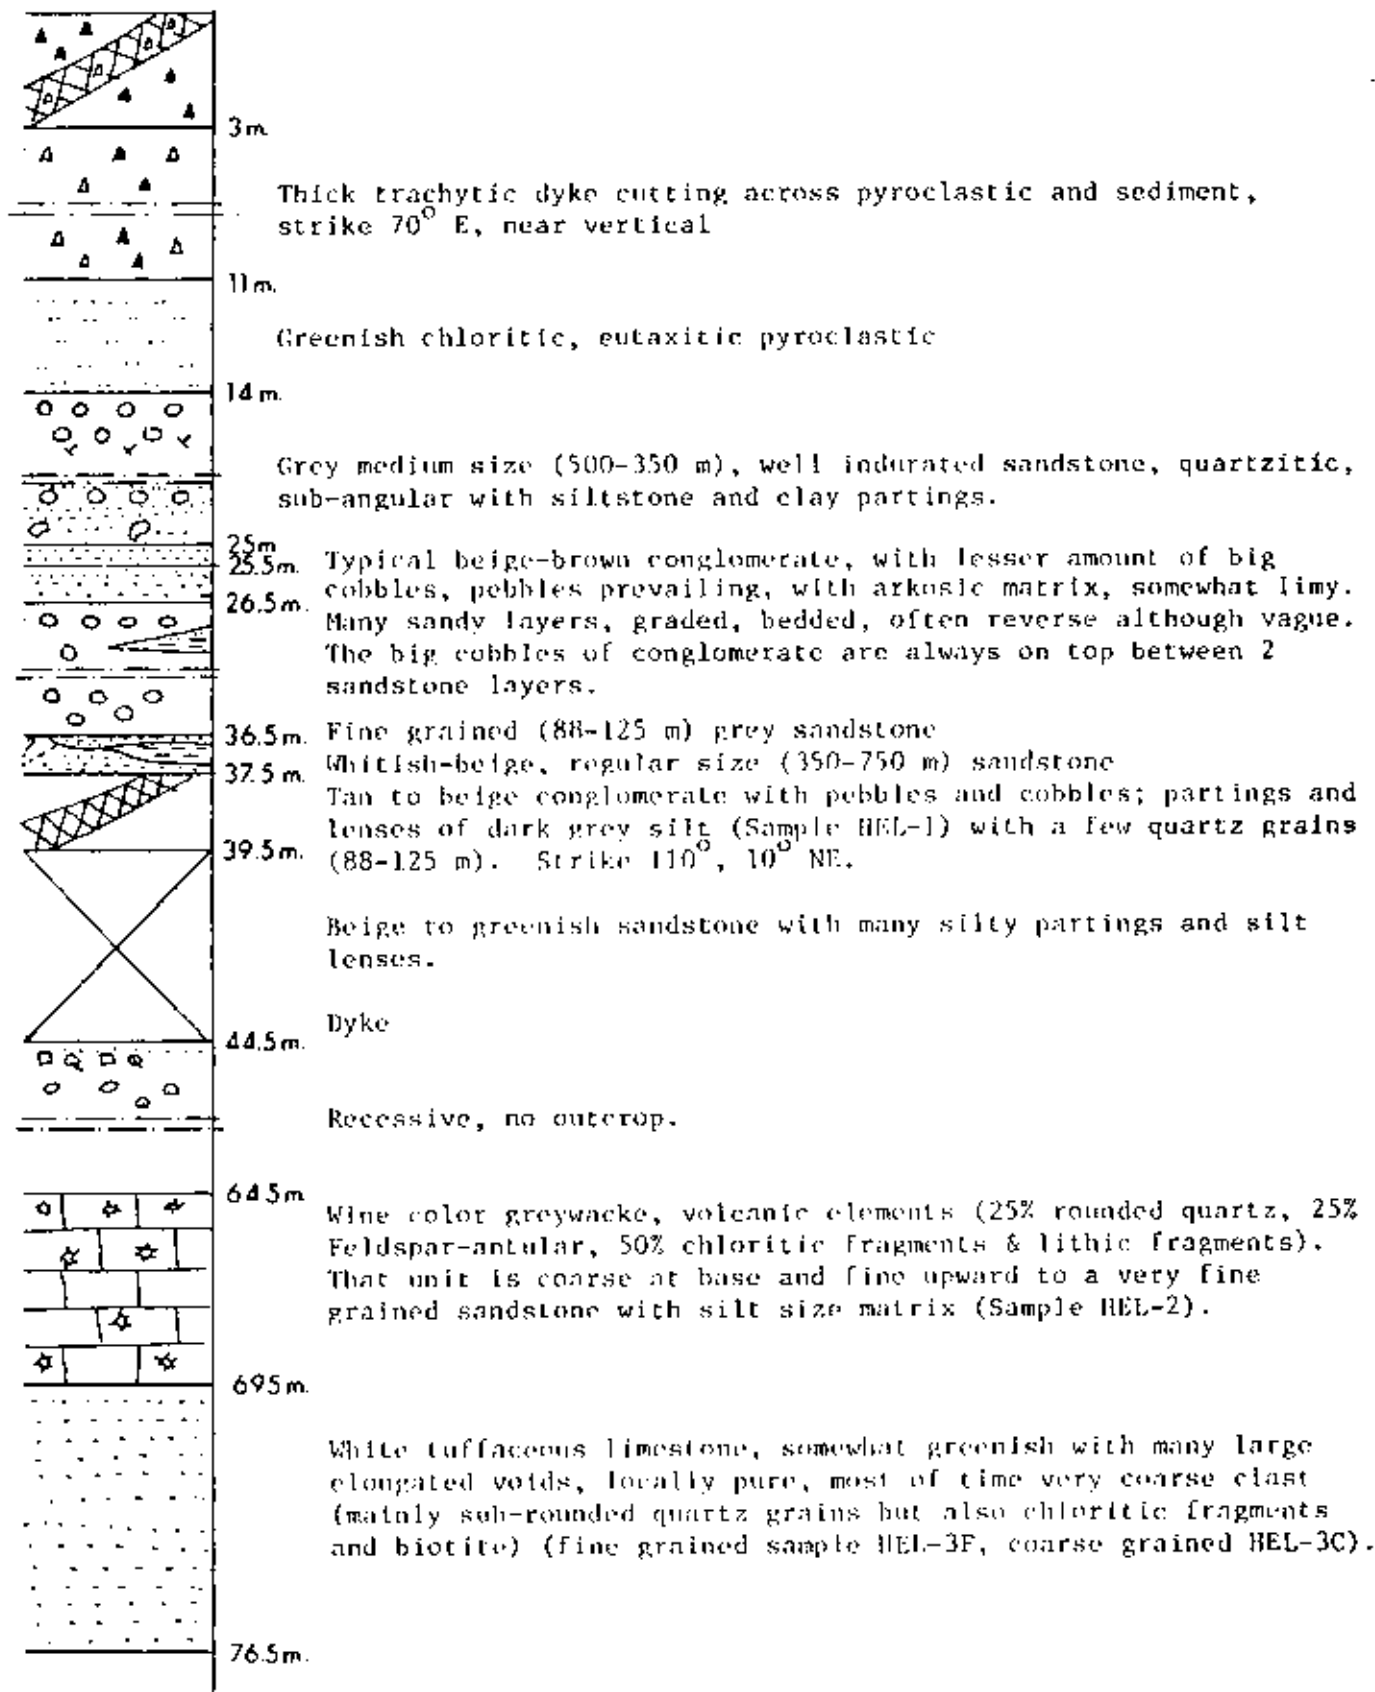 3m.
Thick trachytic dyke cutting across pyroclastic and sediment,
strike 70° E, near vertical
11m.
Greenish chloritic, eutaxitic pyroclastic
14m.
Grey medium size (500-350 m), well indurated sandstone, quartzitic,
sub-angular with siltstone and clay partings.
25m
25.5m.
Typical beige-brown conglomerate, with lesser amount of big
cobbles, pebbles prevailing, with arkosic matrix, somewhat limy.
26.5m.
Many sandy layers, graded, bedded, often reverse although vague.
The big cobbles of conglomerate are always on top between 2
sandstone layers.
36.5m.
Fine grained (88-125 m) grey sandstone
Whitish-beige, regular size (350-750 m) sandstone
37.5m.
Tan to beige conglomerate with pebbles and cobbles; partings and
lenses of dark grey silt (Sample HEL-1) with a few quartz grains
39.5m.
(88-125 m). Strike 110°, 10° NE.
Beige to greenish sandstone with many silty partings and silt
lenses.
Dyke
44.5m.
Recessive, no outcrop.
64.5m
Wine color greywacke, volcanic elements (25% rounded quartz, 25%
Feldspar-antular, 50% chloritic fragments & lithic fragments).
That unit is coarse at base and fine upward to a very fine
grained sandstone with silt size matrix (Sample HEL-2).
695m.
White tuffaceous limestone, somewhat greenish with many large
elongated voids, locally pure, most of time very coarse clast
(mainly sub-rounded quartz grains but also chloritic fragments
and biotite) (fine grained sample HEL-3F, coarse grained HEL-3C).
76.5m.